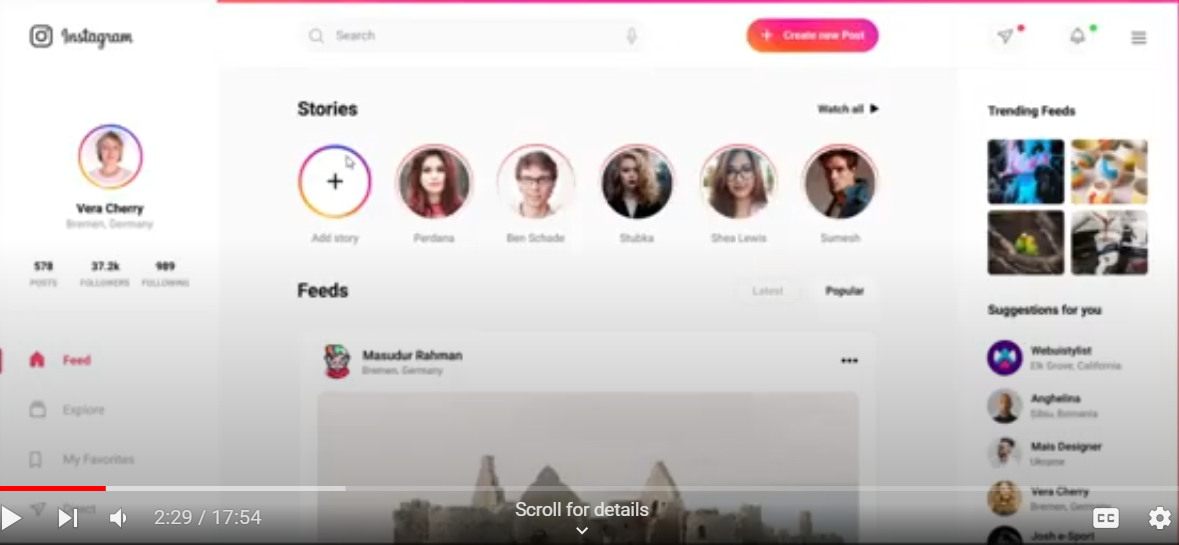 Instagram
Search
Create new Post
Stories
Watch all
Trending Feeds
Vera Cherry
Bremen, Germany
Add story
Perdana
Ben Schade
Stubka
Shea Lewis
Sumesh
578
37.2k
989
POSTS
FOLLOWERS
FOLLOWING
Feeds
Latest
Popular
Suggestions for you
Feed
Masudur Rahman
Bremen, Germany
Webuistylist
Elk Grove, California
Explore
Anghelina
Sibiu, Romania
My Favorites
Mats Designer
Ukraine
Vera Cherry
Bremen,
2:29 / 17:54
Scroll for details
CC
Josh e-Sport